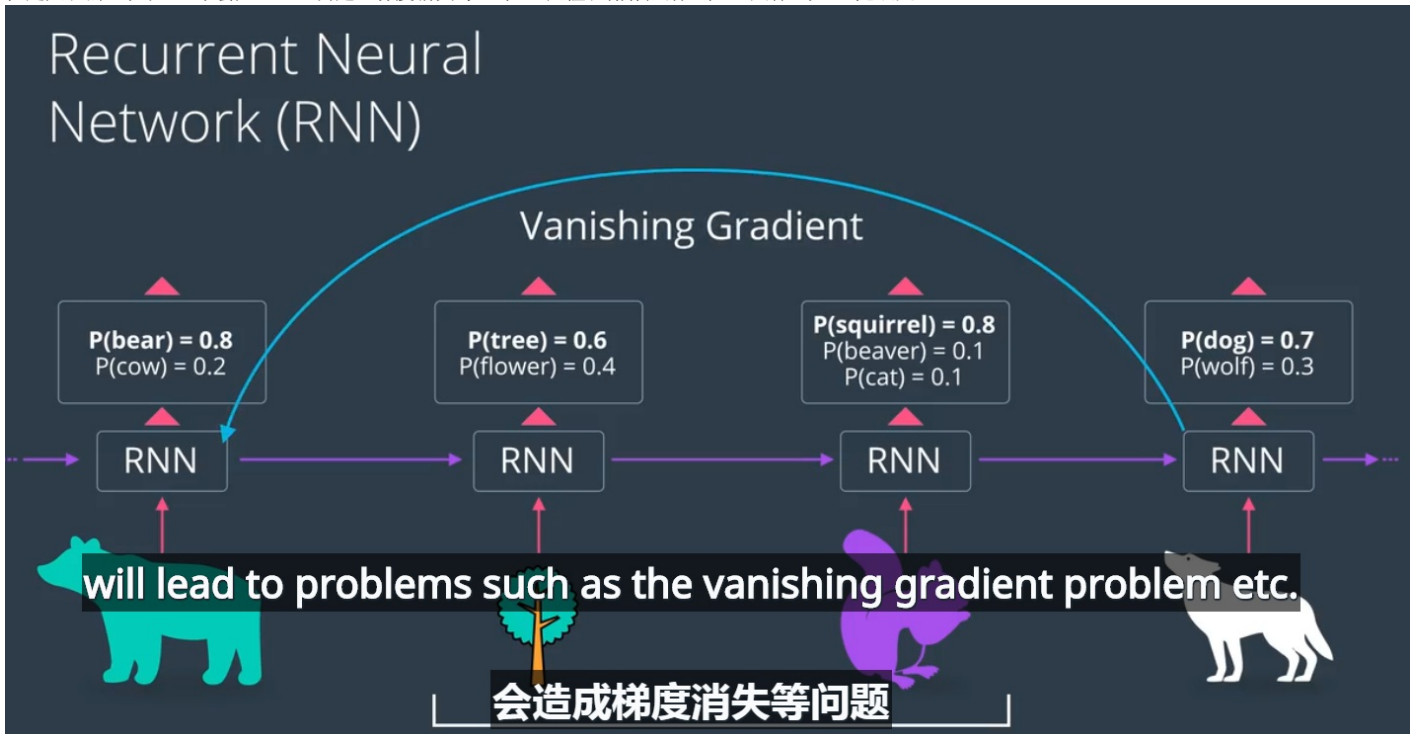 Recurrent Neural
Network (RNN)
Vanishing Gradient
P(bear) = 0.8
P(cow) = 0.2
P(tree) = 0.6
P(flower) = 0.4
P(squirrel) = 0.8
P(beaver) = 0.1
P(cat) = 0.1
P(dog) = 0.7
P(wolf) = 0.3
RNN
RNN
RNN
RNN
will lead to problems such as the vanishing gradient problem etc.
会造成梯度消失等问题